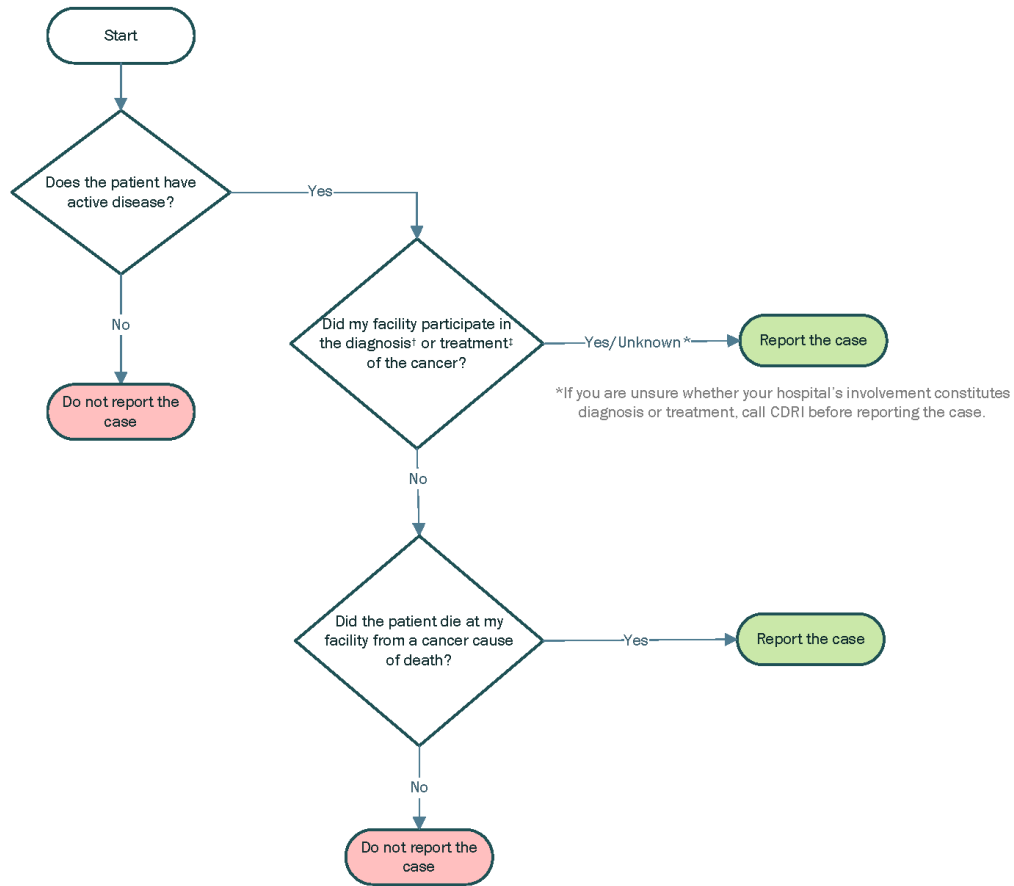 Start
Does the patient have
active disease?
Yes
No
Do not report the
case
Did my facility participate in
the diagnosis† or treatment‡
of the cancer?
Yes/Unknown*
Report the case
*If you are unsure whether your hospital's involvement constitutes
diagnosis or treatment, call CDRI before reporting the case.
No
Did the patient die at my
facility from a cancer cause
of death?
Yes
Report the case
No
Do not report the
case